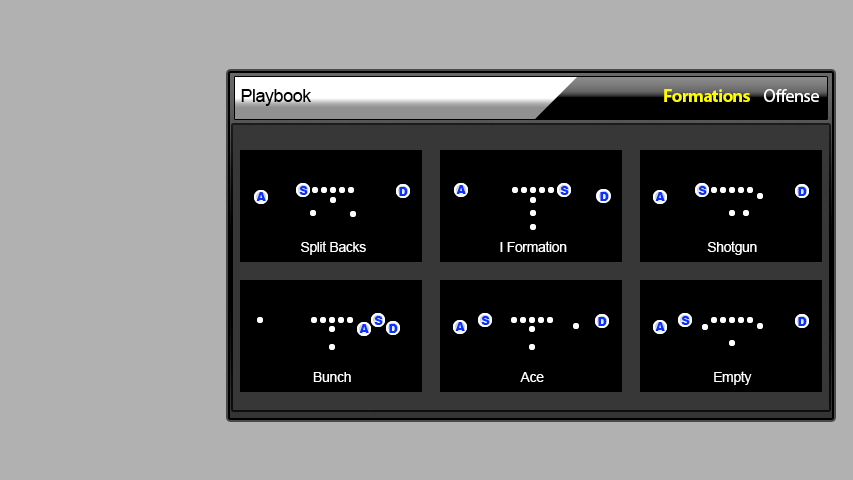 Playbook
Formations Offense
A S D
Split Backs
A S D
I Formation
A S D
Shotgun
A S D
Bunch
A S D
Ace
A S D
Empty